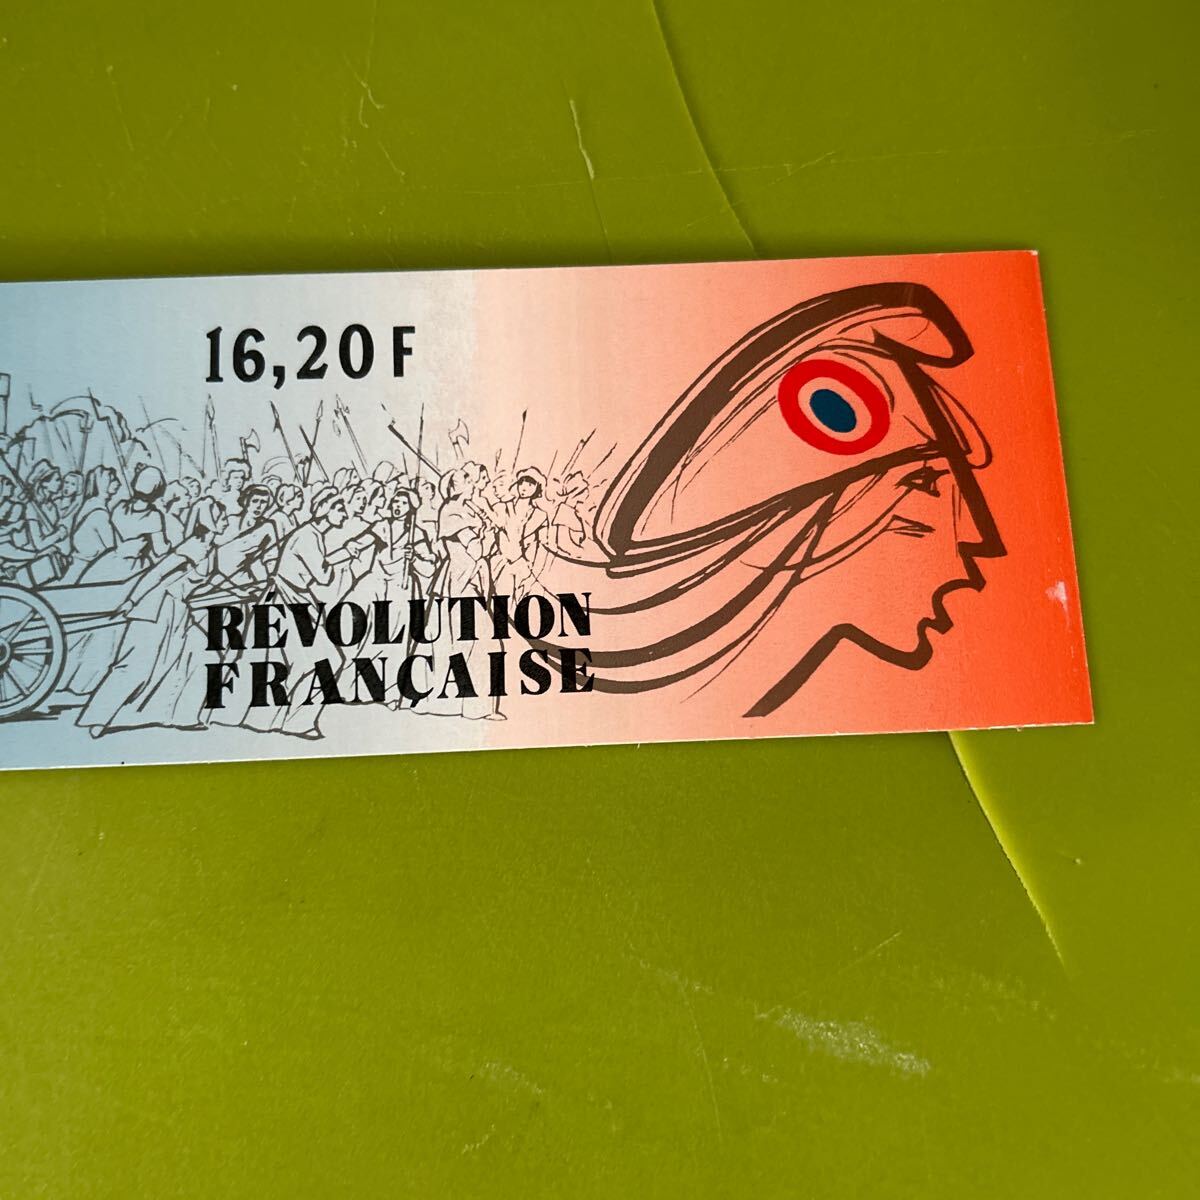 16,20 F
RÉVOLUTION
FRANÇAISE